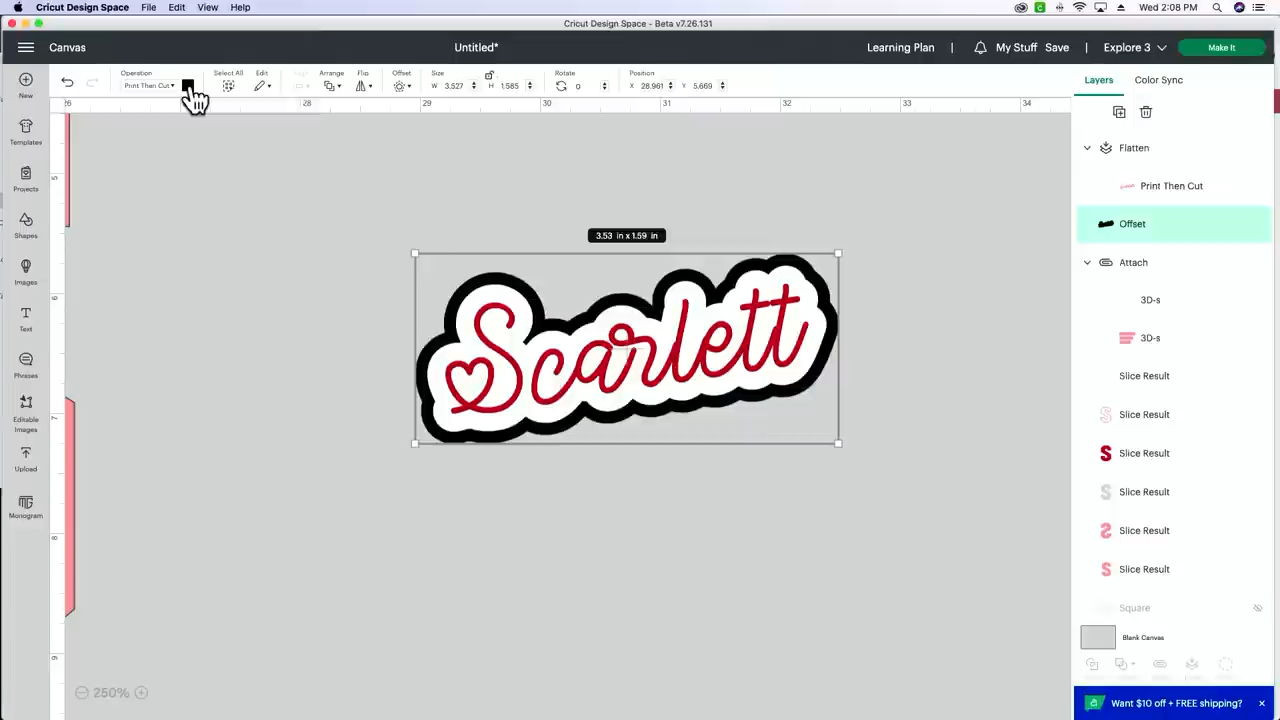 Cricut Design Space File Edit View Help Wed 2:08 PM
Cricut Design Space - Beta v7.26.131
Canvas Untitled* Learning Plan My Stuff Save Explore 3 Make It
Operation Select All Edit Arrange Flip Offset Size Rotate Position
Print Then Cut W 3.527 H 1.585 0 X 28.961 Y 5.669
New
Templates
Projects
Shapes
Images
Text
Phrases
Editable
Images
Upload
Monogram
28 29 30 31 32 33 34
5
6
7
8
9
3.53 in x 1.59 in
Scarlett
250%
Layers Color Sync
Flatten
Print Then Cut
Offset
Attach
3D-s
3D-s
Slice Result
Slice Result
Slice Result
Slice Result
Slice Result
Slice Result
Square
Blank Canvas
Want $10 off + FREE shipping?